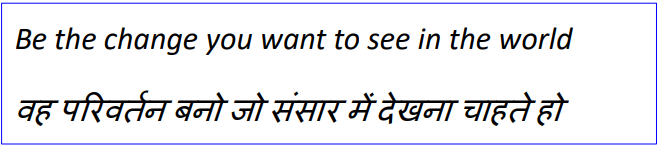 Be the change you want to see in the world
वह परिवर्तन बनो जो संसार में देखना चाहते हो